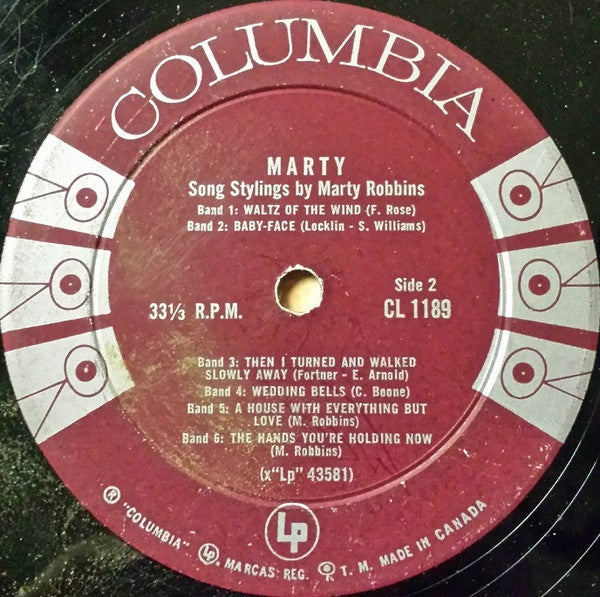 COLUMBIA
MARTY
Song Stylings by Marty Robbins
Band 1: WALTZ OF THE WIND (F. Rose)
Band 2: BABY-FACE (Locklin - S. Williams)
33⅓ R.P.M.
Side 2
CL 1189
Band 3: THEN I TURNED AND WALKED
SLOWLY AWAY (Fortner - E. Arnold)
Band 4: WEDDING BELLS (C. Boone)
Band 5: A HOUSE WITH EVERYTHING BUT
LOVE (M. Robbins)
Band 6: THE HANDS YOU'RE HOLDING NOW
(M. Robbins)
(x"Lp" 43581)
Lp
® "COLUMBIA" Lp. MARCAS REG. T. M. MADE IN CANADA